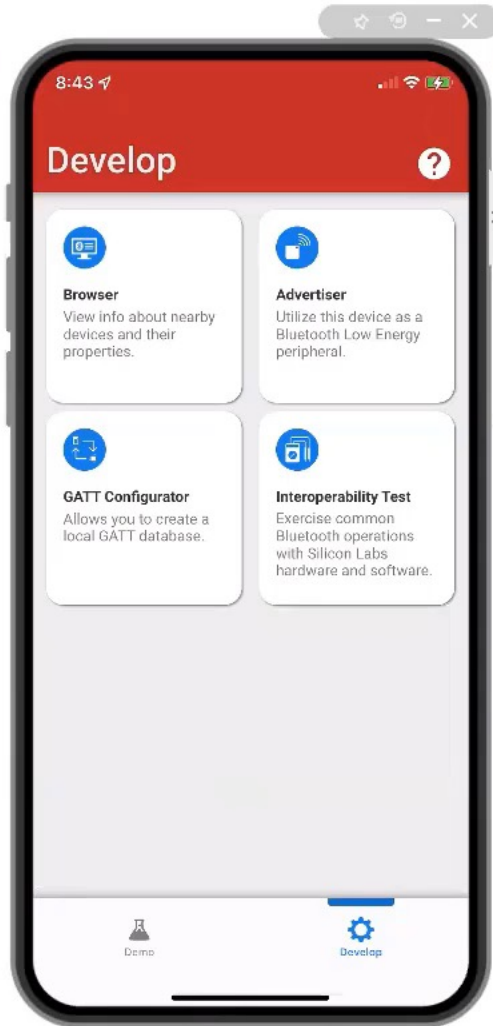 8:43
Develop
?
Browser
View info about nearby
devices and their
properties.
Advertiser
Utilize this device as a
Bluetooth Low Energy
peripheral.
GATT Configurator
Allows you to create a
local GATT database.
Interoperability Test
Exercise common
Bluetooth operations
with Silicon Labs
hardware and software.
Demo
Develop